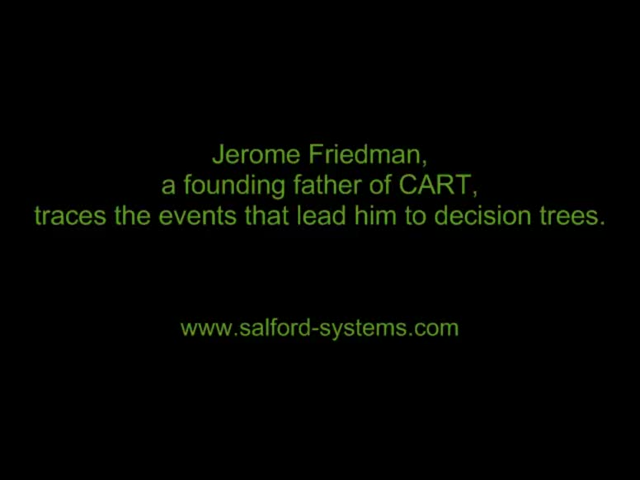 Jerome Friedman,
a founding father of CART,
traces the events that lead him to decision trees.
www.salford-systems.com